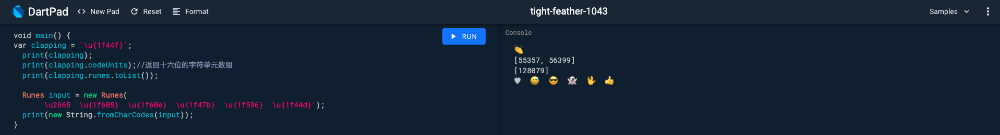 DartPad <> New Pad Reset Format tight-feather-1043 Samples
void main() {
var clapping = '\u{1f44f}';
  print(clapping);
  print(clapping.codeUnits);//返回十六位的字符单元数组
  print(clapping.runes.toList());
  Runes input = new Runes(
      '\u2665  \u{1f605}  \u{1f60e}  \u{1f47b}  \u{1f596}  \u{1f44d}');
  print(new String.fromCharCodes(input));
}
RUN
Console
👏
[55357, 56399]
[128079]
♥  😅  😎  👻  🖖  👍